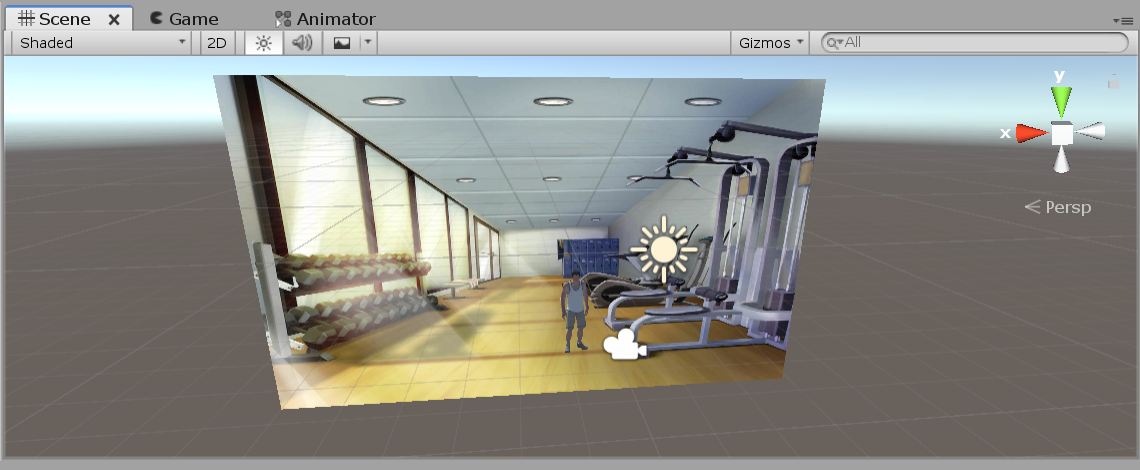 Scene Game Animator
Shaded 2D Gizmos All
y
x
Persp